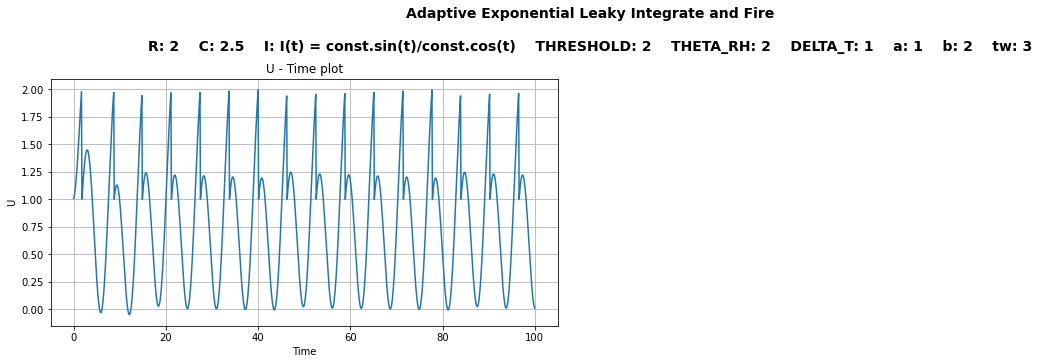 Adaptive Exponential Leaky Integrate and Fire
R: 2 C: 2.5 I: I(t) = const.sin(t)/const.cos(t) THRESHOLD: 2 THETA_RH: 2 DELTA_T: 1 a: 1 b: 2 tw: 3
U - Time plot
2.00
1.75
1.50
1.25
1.00
0.75
0.50
0.25
0.00
U
0 20 40 60 80 100
Time